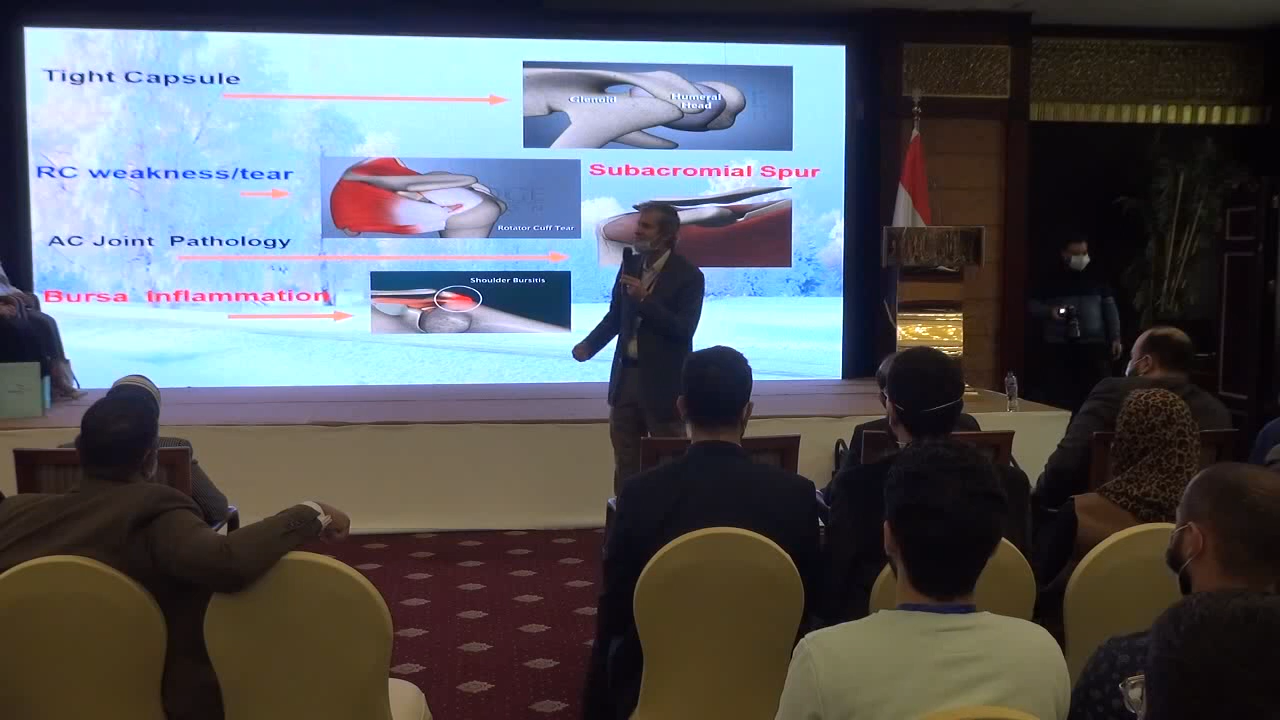 Tight Capsule
Glenoid
Humeral
Head
RC weakness/tear
Subacromial Spur
Rotator Cuff Tear
AC Joint Pathology
Shoulder Bursitis
Bursa inflammation